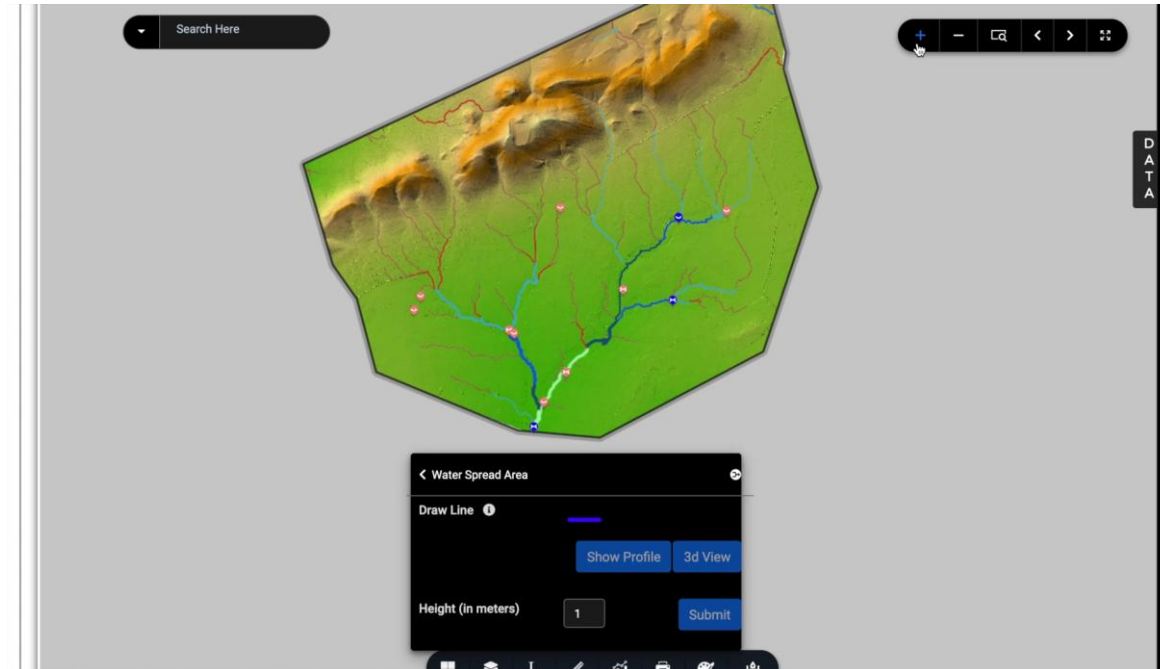 Search Here
D
A
T
A
Water Spread Area
Draw Line
Show Profile 3d View
Height (in meters) 1 Submit